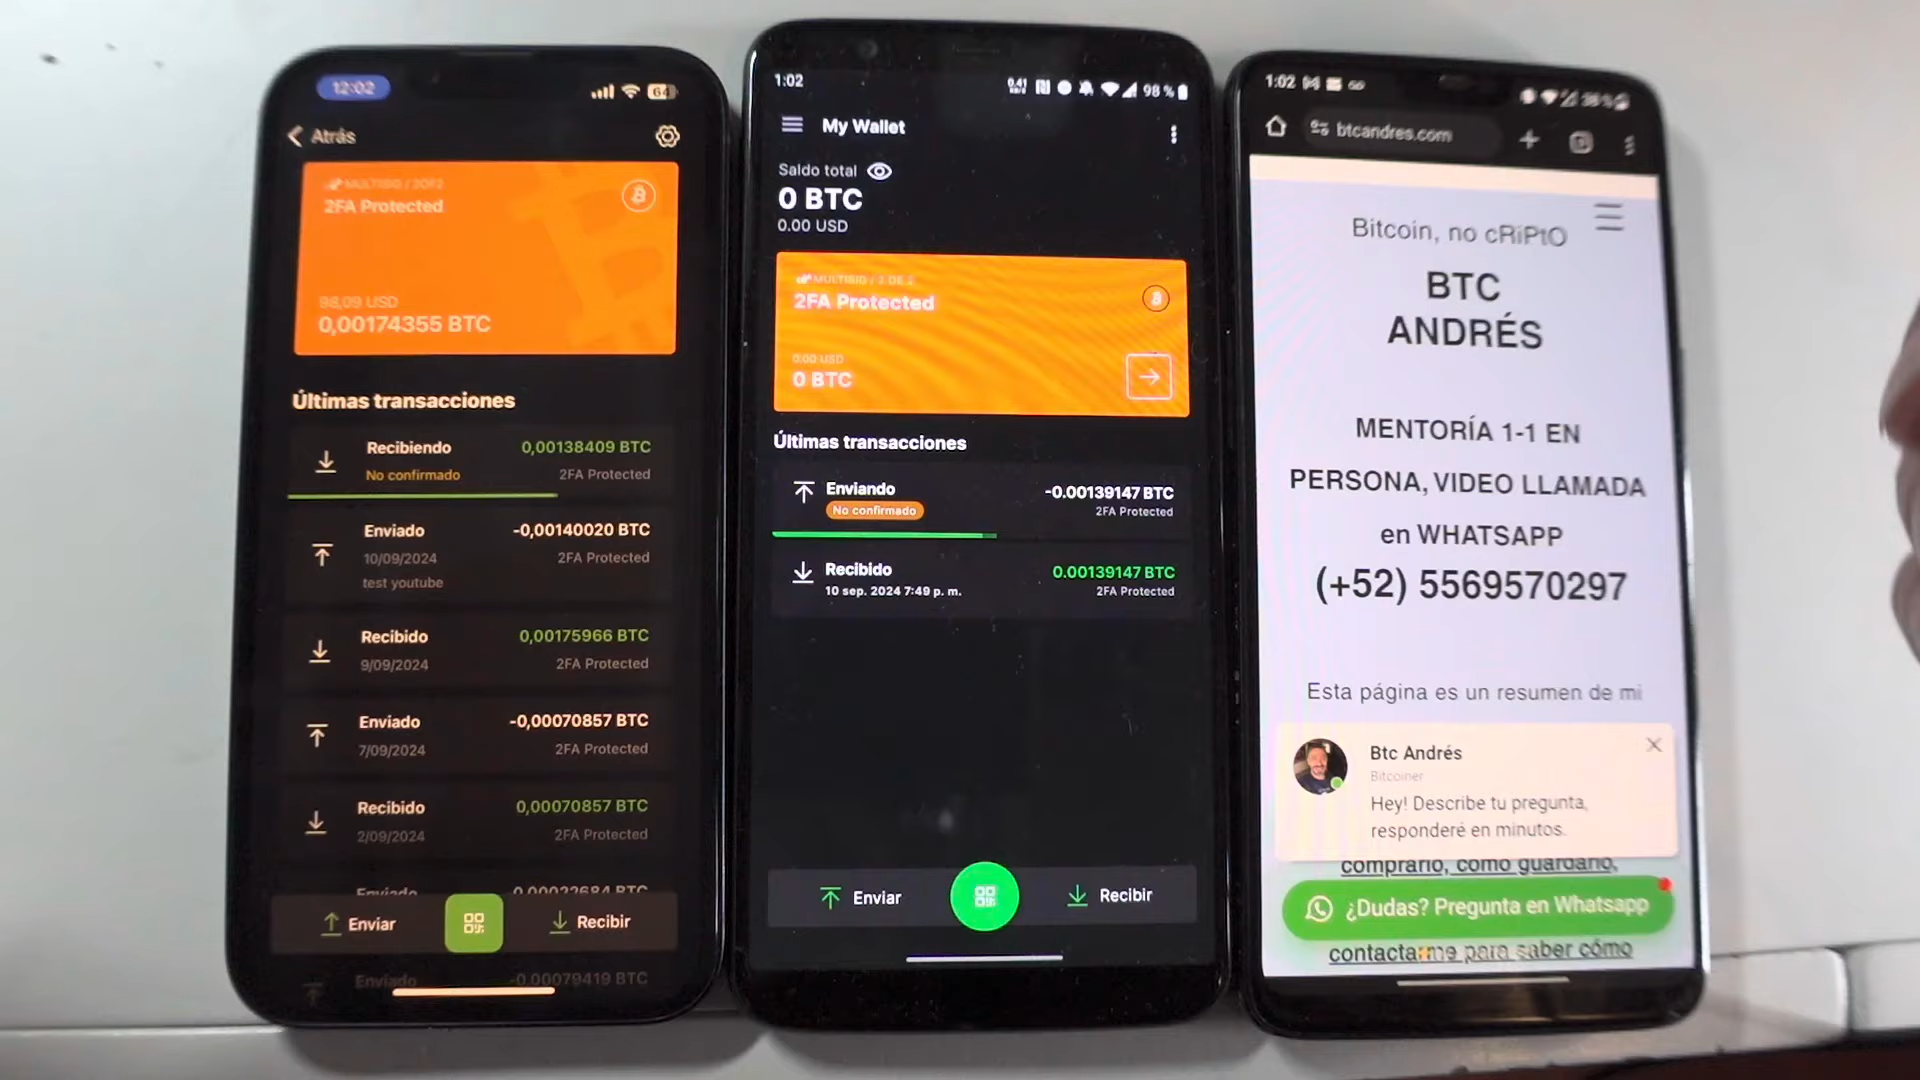 12:02
64
Atrás
MULTISIG / 2OF2
2FA Protected
98,09 USD
0,00174355 BTC
Últimas transacciones
Recibiendo
0,00138409 BTC
No confirmado
2FA Protected
Enviado
-0,00140020 BTC
10/09/2024
2FA Protected
test youtube
Recibido
0,00175966 BTC
9/09/2024
2FA Protected
Enviado
-0,00070857 BTC
7/09/2024
2FA Protected
Recibido
0,00070857 BTC
2/09/2024
2FA Protected
Enviado
0,00022684 BTC
Enviar
Recibir
Enviado
-0,00079419 BTC
1:02
98 %
My Wallet
Saldo total
0 BTC
0.00 USD
MULTISIG / 2 DE 2
2FA Protected
0.00 USD
0 BTC
Últimas transacciones
Enviando
-0.00139147 BTC
No confirmado
2FA Protected
Recibido
0.00139147 BTC
10 sep. 2024 7:49 p. m.
2FA Protected
Enviar
Recibir
1:02
btcandres.com
Bitcoin, no cRiPtO
BTC
ANDRÉS
MENTORÍA 1-1 EN
PERSONA, VIDEO LLAMADA
en WHATSAPP
(+52) 5569570297
Esta página es un resumen de mi
Btc Andrés
Bitcoiner
Hey! Describe tu pregunta,
responderé en minutos.
comprarlo, como guardarlo,
¿Dudas? Pregunta en Whatsapp
contactarme para saber cómo